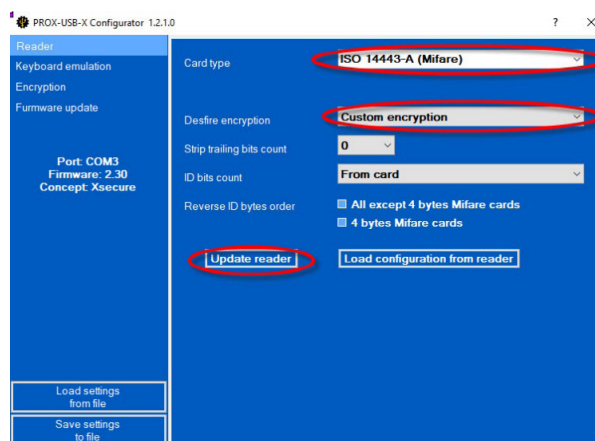 PROX-USB-X Configurator 1.2.1.0
?
Reader
Keyboard emulation
Encryption
Firmware update
Port: COM3
Firmware: 2.30
Concept: Xsecure
Card type
ISO 14443-A (Mifare)
Desfire encryption
Custom encryption
Strip trailing bits count
0
ID bits count
From card
Reverse ID bytes order
All except 4 bytes Mifare cards
4 bytes Mifare cards
Update reader
Load configuration from reader
Load settings
from file
Save settings
to file